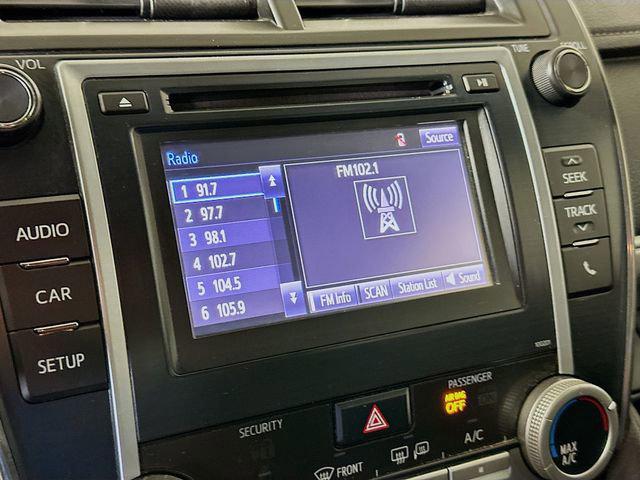 VOL
TUNE
SCROLL
Radio
Source
FM102.1
1 91.7
2 97.7
3 98.1
4 102.7
5 104.5
6 105.9
FM Info
SCAN
Station List
Sound
AUDIO
CAR
SETUP
SEEK
TRACK
100201
SECURITY
PASSENGER
AIR BAG
OFF
A/C
FRONT
MAX
A/C